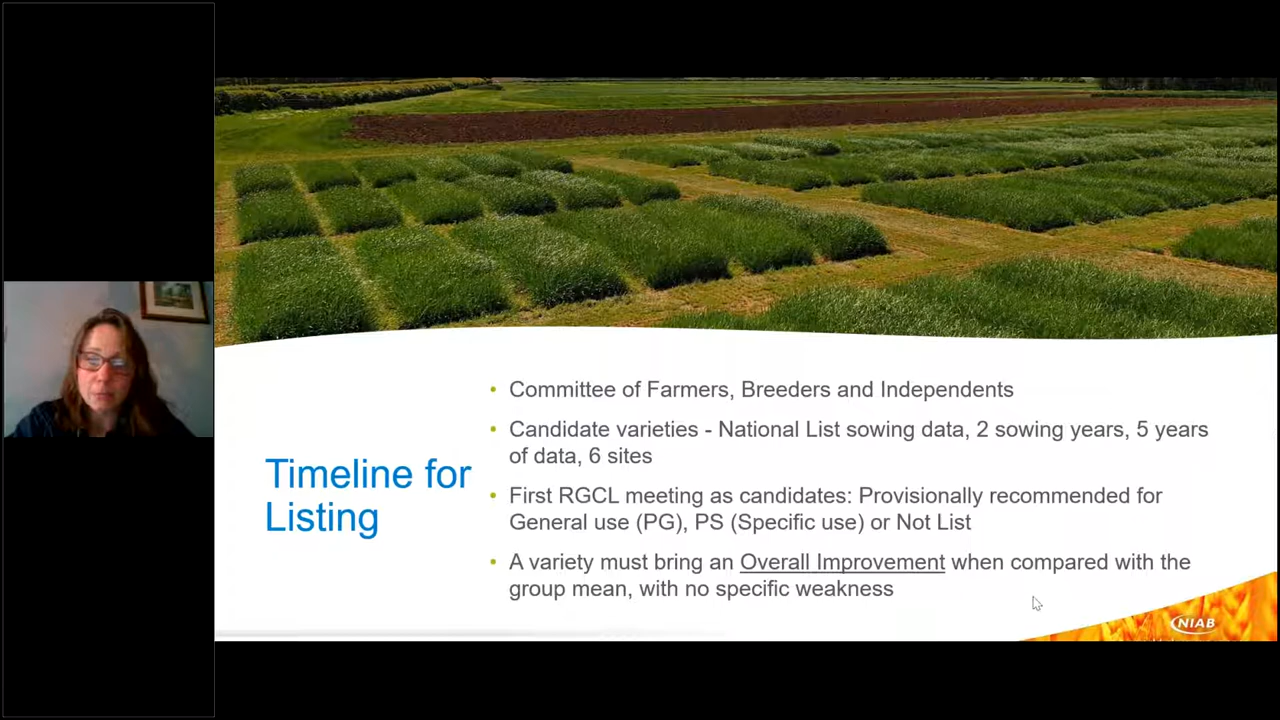 Timeline for
Listing
• Committee of Farmers, Breeders and Independents
• Candidate varieties - National List sowing data, 2 sowing years, 5 years
of data, 6 sites
• First RGCL meeting as candidates: Provisionally recommended for
General use (PG), PS (Specific use) or Not List
• A variety must bring an Overall Improvement when compared with the
group mean, with no specific weakness
NIAB